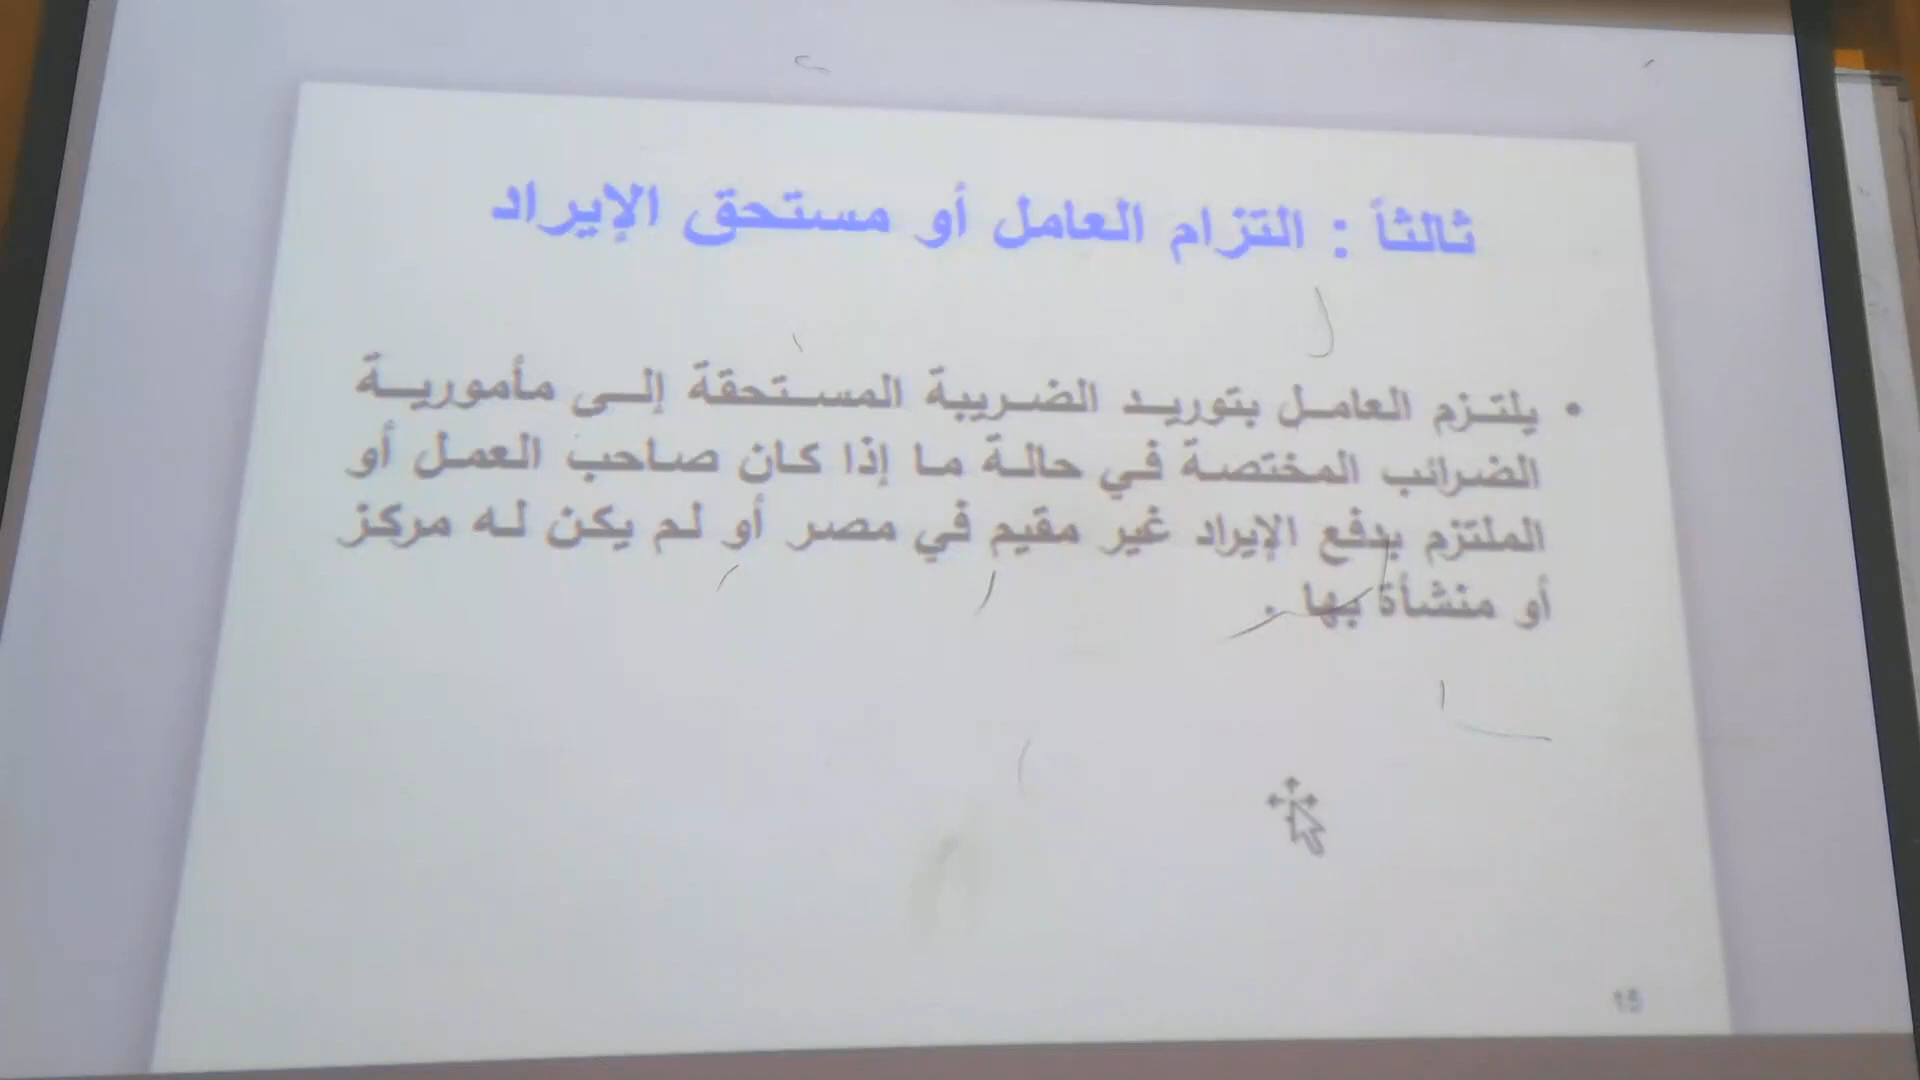 ثالثاً : التزام العامل أو مستحق الإيراد
• يلتزم العامل بتوريد الضريبة المستحقة إلى مأمورية
الضرائب المختصة في حالة ما إذا كان صاحب العمل أو
الملتزم بدفع الإيراد غير مقيم في مصر أو لم يكن له مركز
أو منشأة بها .
15